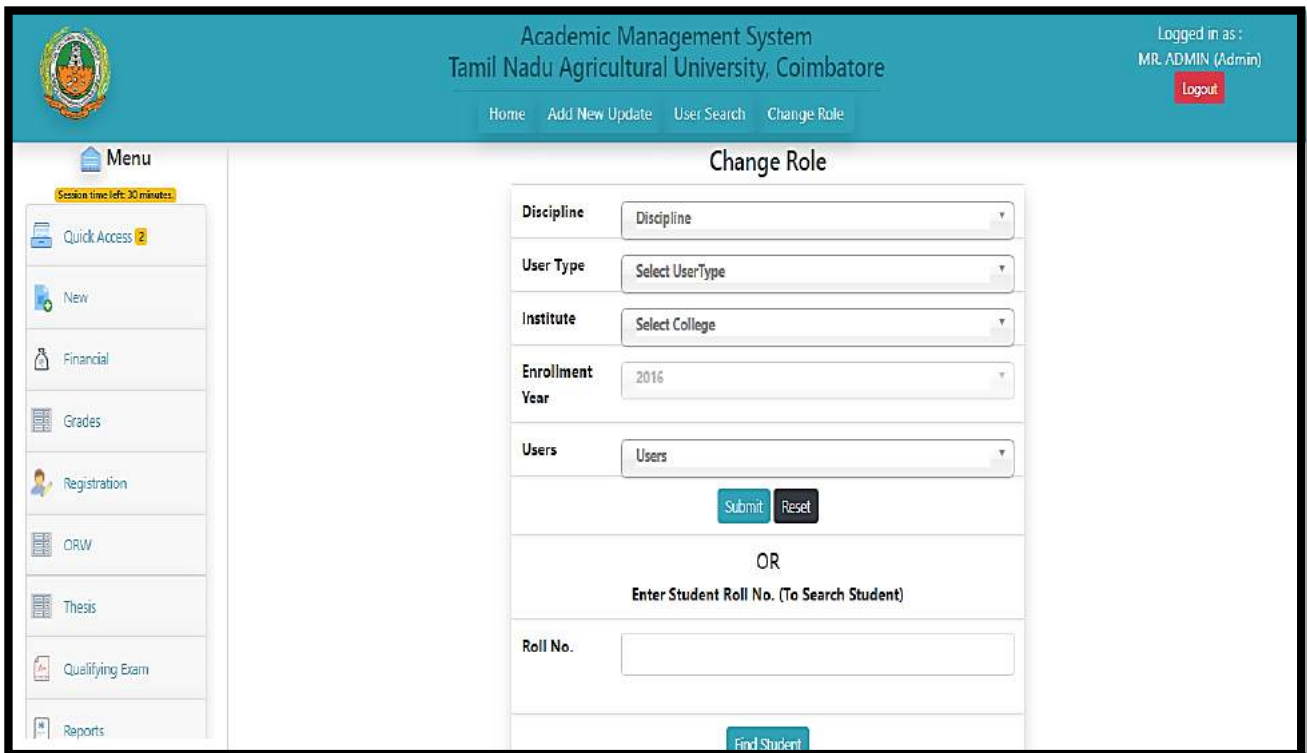 Academic Management System
Tamil Nadu Agricultural University, Coimbatore
Home Add New Update User Search Change Role
Logged in as :
MR. ADMIN (Admin)
Logout
Menu
Session time left: 30 minutes.
Quick Access 2
New
Financial
Grades
Registration
ORW
Thesis
Qualifying Exam
Reports
Change Role
Discipline Discipline
User Type Select UserType
Institute Select College
Enrollment Year 2016
Users Users
Submit Reset
OR
Enter Student Roll No. (To Search Student)
Roll No.
Find Student